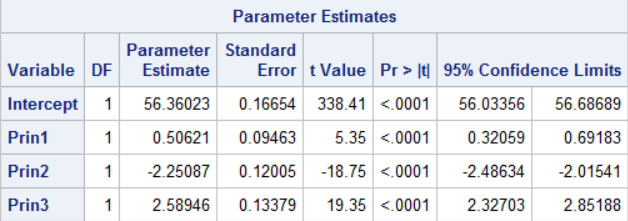 Parameter Estimates
Variable DF Parameter Estimate Standard Error t Value Pr > |t| 95% Confidence Limits
Intercept 1 56.36023 0.16654 338.41 <.0001 56.03356 56.68689
Prin1 1 0.50621 0.09463 5.35 <.0001 0.32059 0.69183
Prin2 1 -2.25087 0.12005 -18.75 <.0001 -2.48634 -2.01541
Prin3 1 2.58946 0.13379 19.35 <.0001 2.32703 2.85188